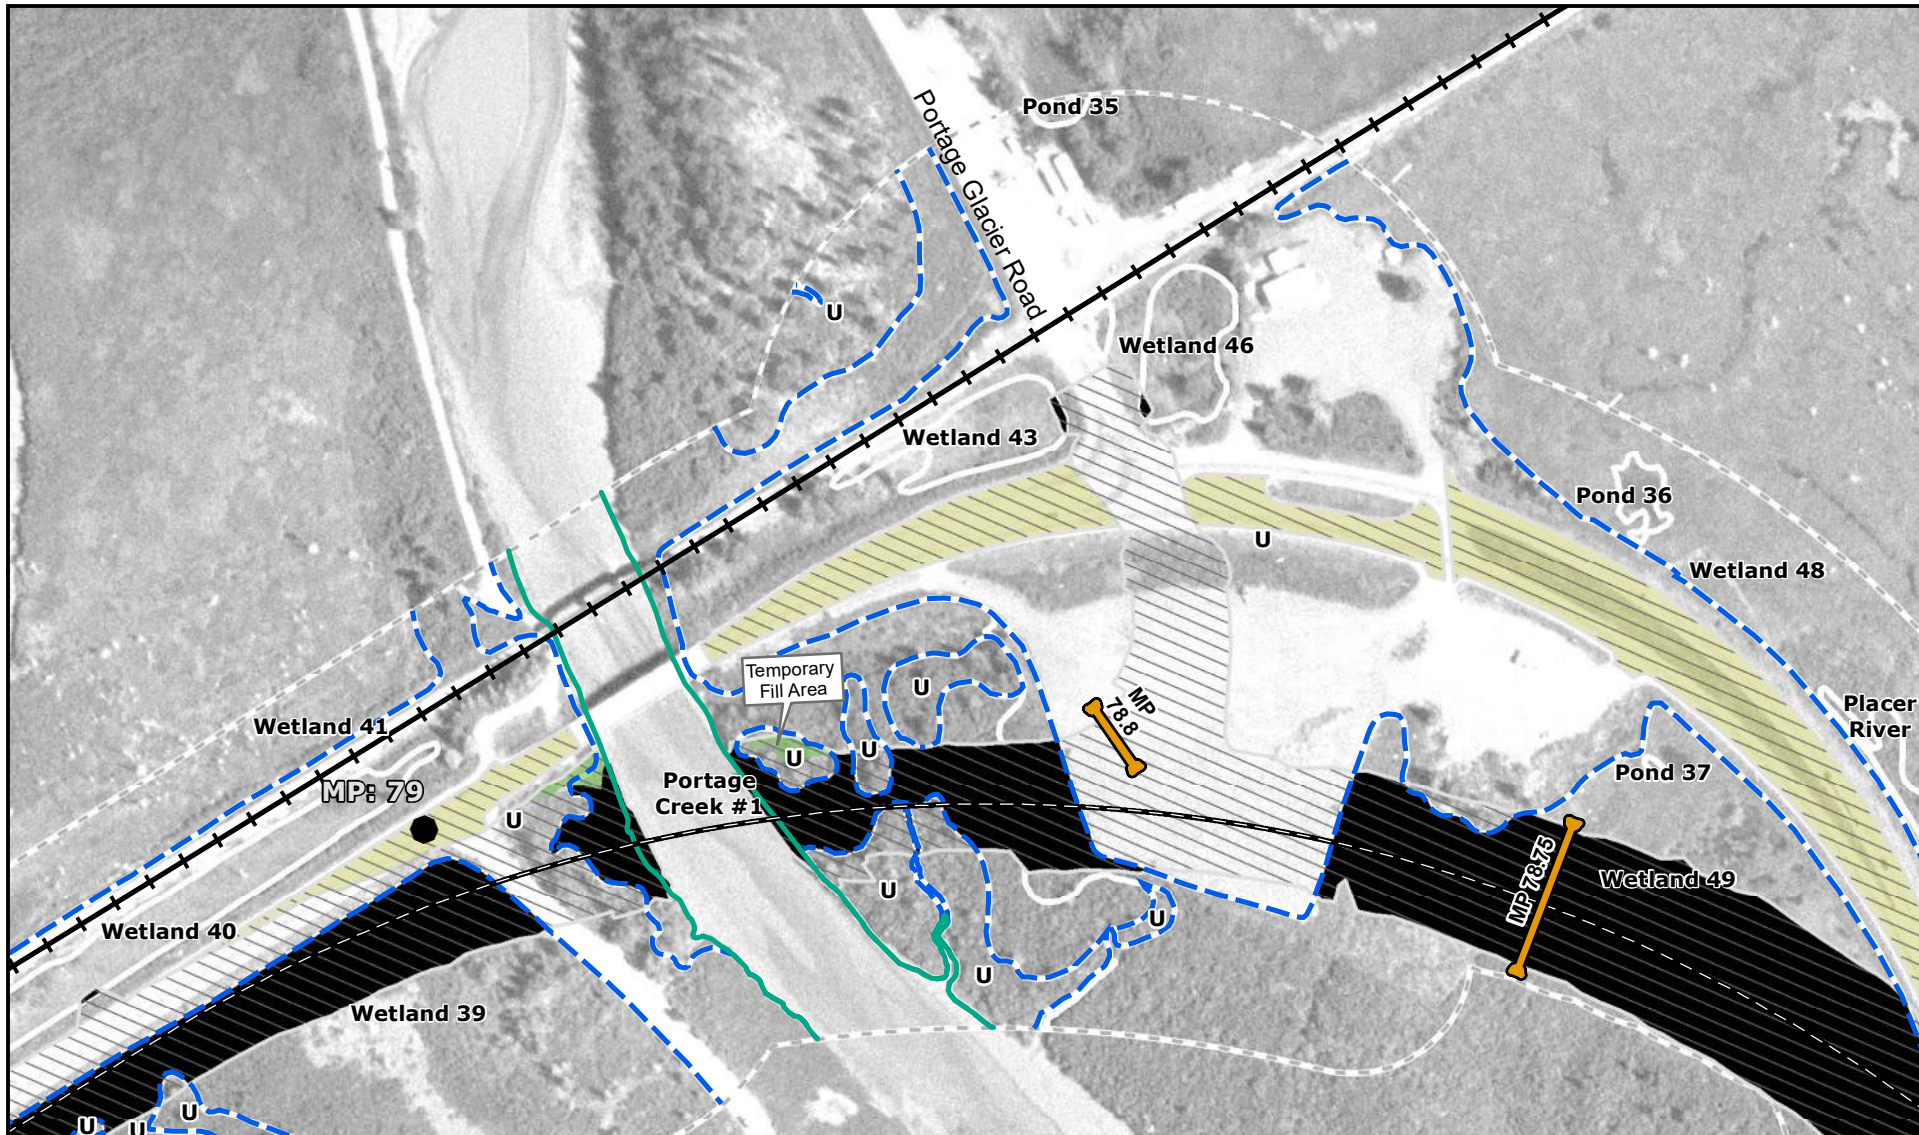 Pond 35
Portage Glacier Road
U
Wetland 46
Wetland 43
Pond 36
U
Wetland 48
Temporary
Fill Area
U
MP
78.8
Placer
River
Wetland 41
U
U
Pond 37
MP: 79
Portage
Creek #1
U
MP 78.75
Wetland 49
U
U
Wetland 40
U
Wetland 39
U
U
U